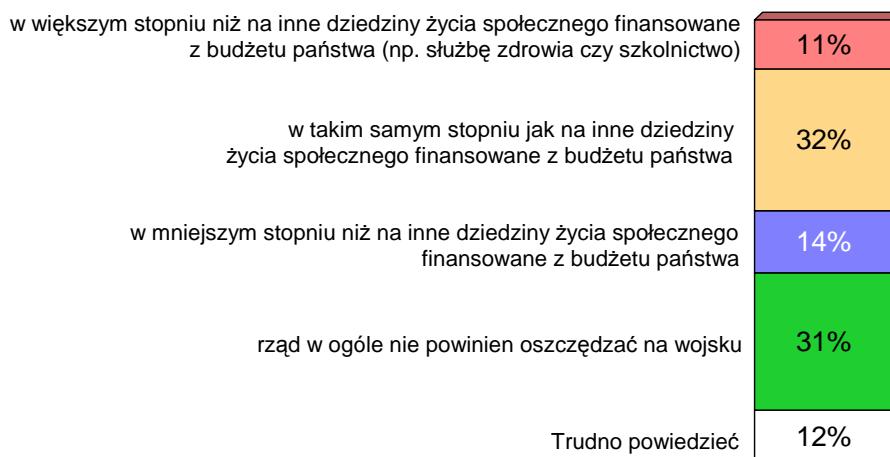 w większym stopniu niż na inne dziedziny życia społecznego finansowane
z budżetu państwa (np. służbę zdrowia czy szkolnictwo)
11%
w takim samym stopniu jak na inne dziedziny
życia społecznego finansowane z budżetu państwa
32%
w mniejszym stopniu niż na inne dziedziny życia społecznego
finansowane z budżetu państwa
14%
rząd w ogóle nie powinien oszczędzać na wojsku
31%
Trudno powiedzieć
12%